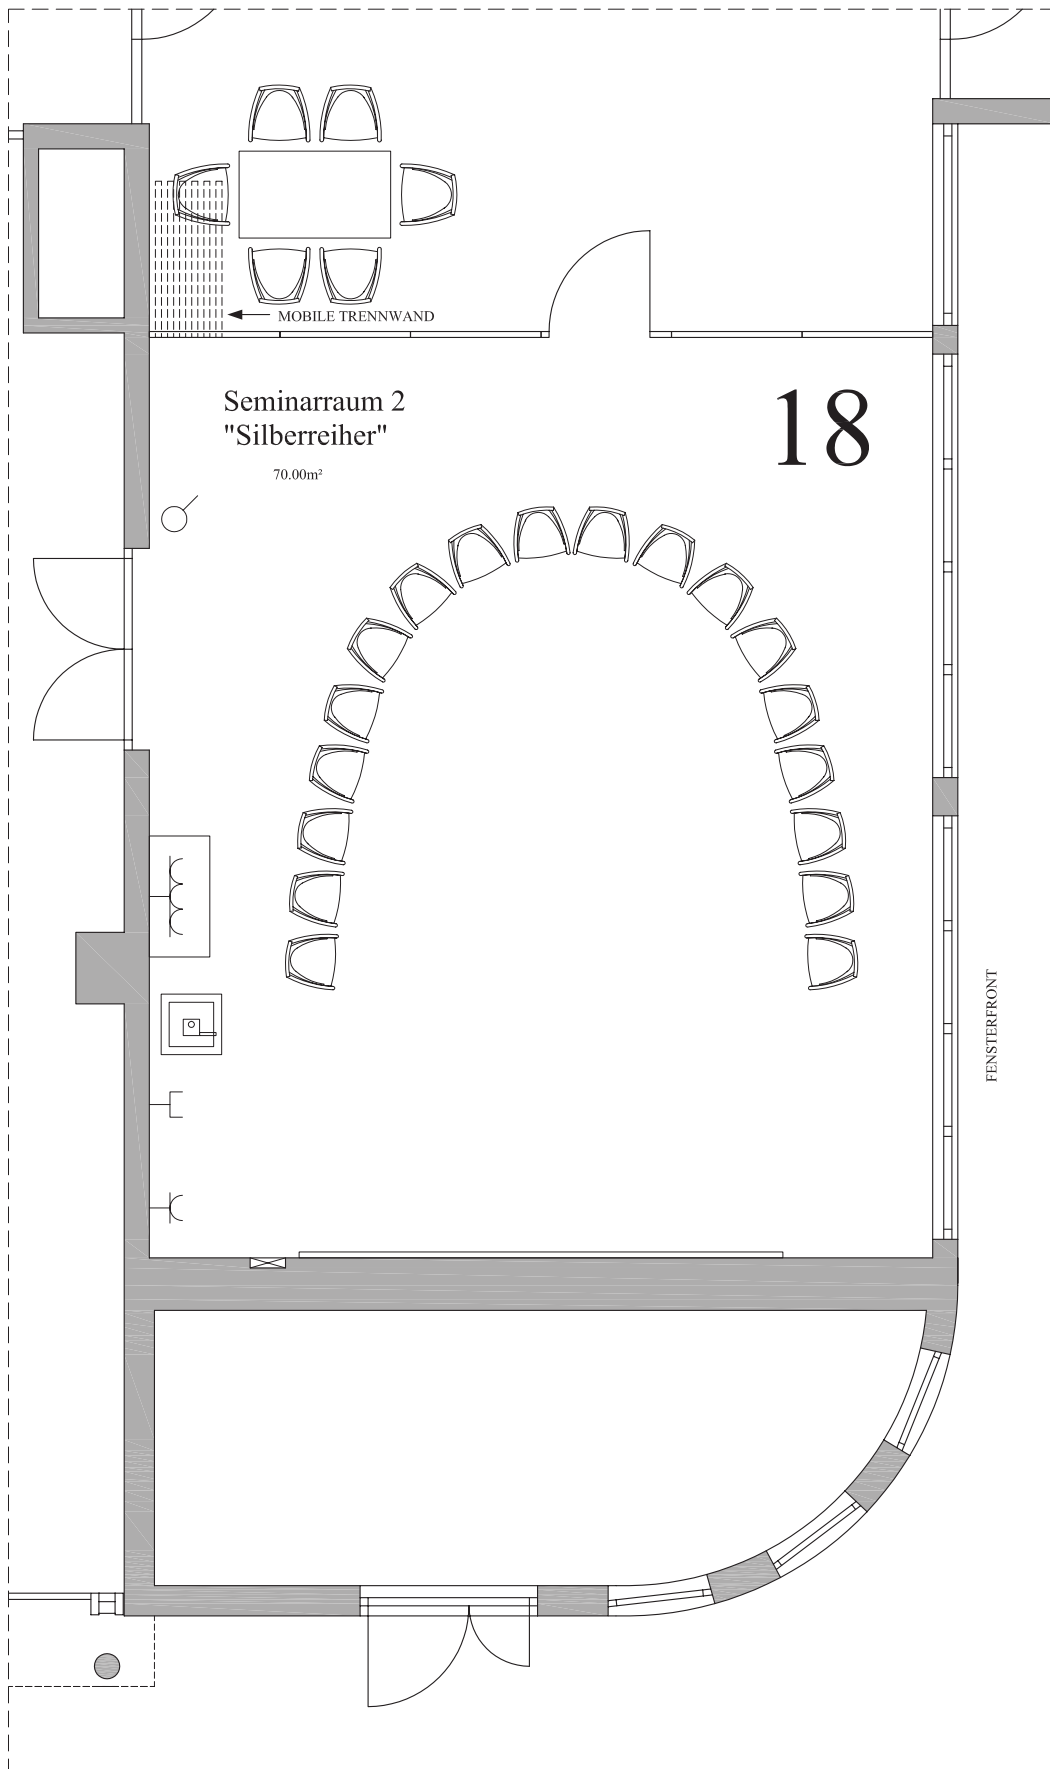 MOBILE TRENNWAND
Seminarraum 2
"Silberreiher"
70.00m²
18
FENSTERFRONT